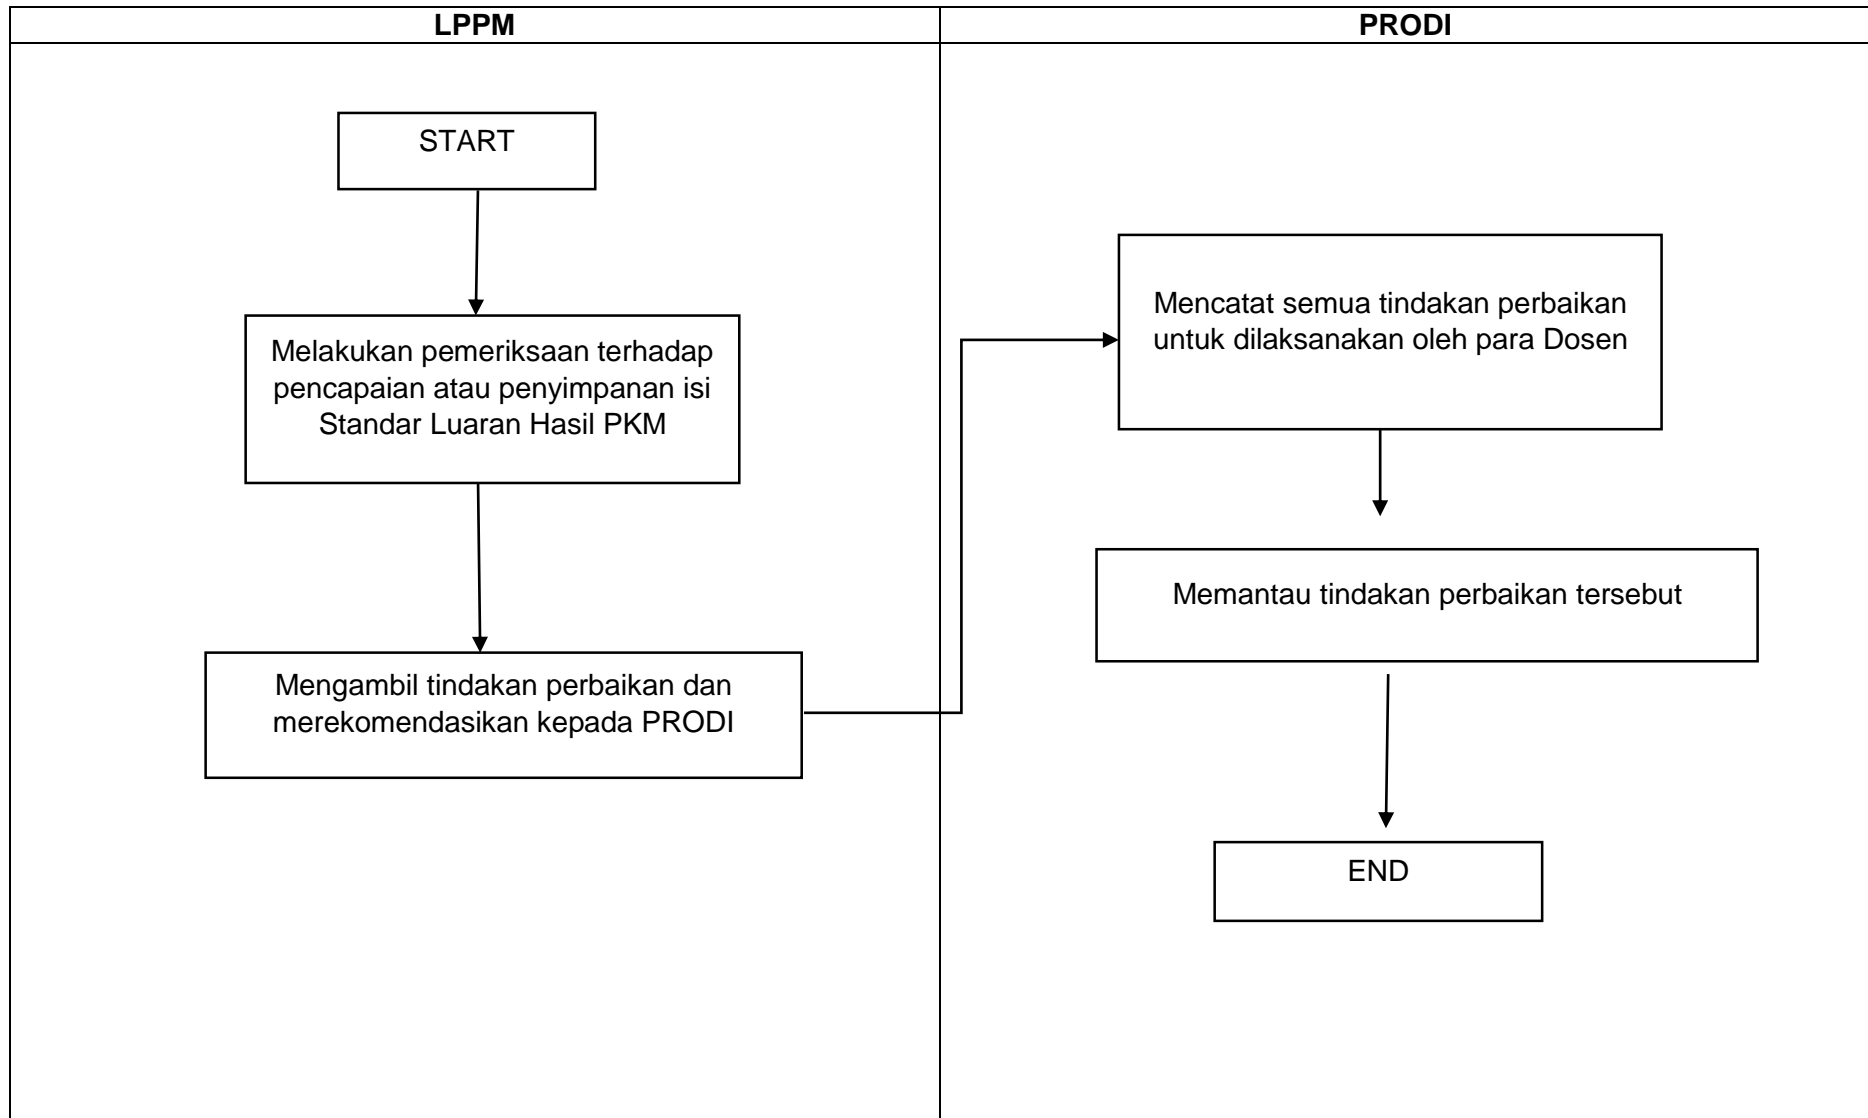 LPPM
PRODI
START
Melakukan pemeriksaan terhadap
pencapaian atau penyimpanan isi
Standar Luaran Hasil PKM
Mengambil tindakan perbaikan dan
merekomendasikan kepada PRODI
Mencatat semua tindakan perbaikan
untuk dilaksanakan oleh para Dosen
Memantau tindakan perbaikan tersebut
END